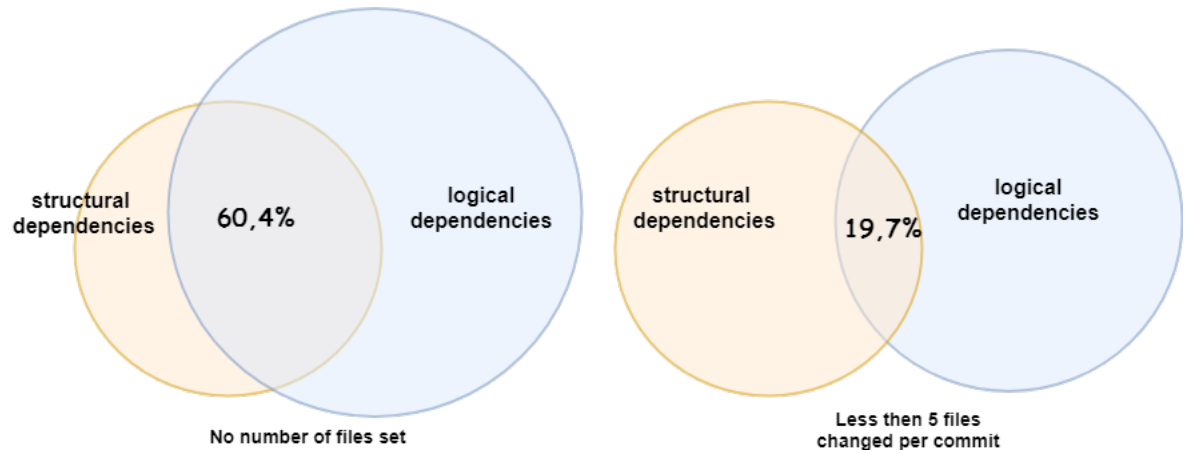 structural
dependencies
60,4%
logical
dependencies
No number of files set
structural
dependencies
19,7%
logical
dependencies
Less then 5 files
changed per commit